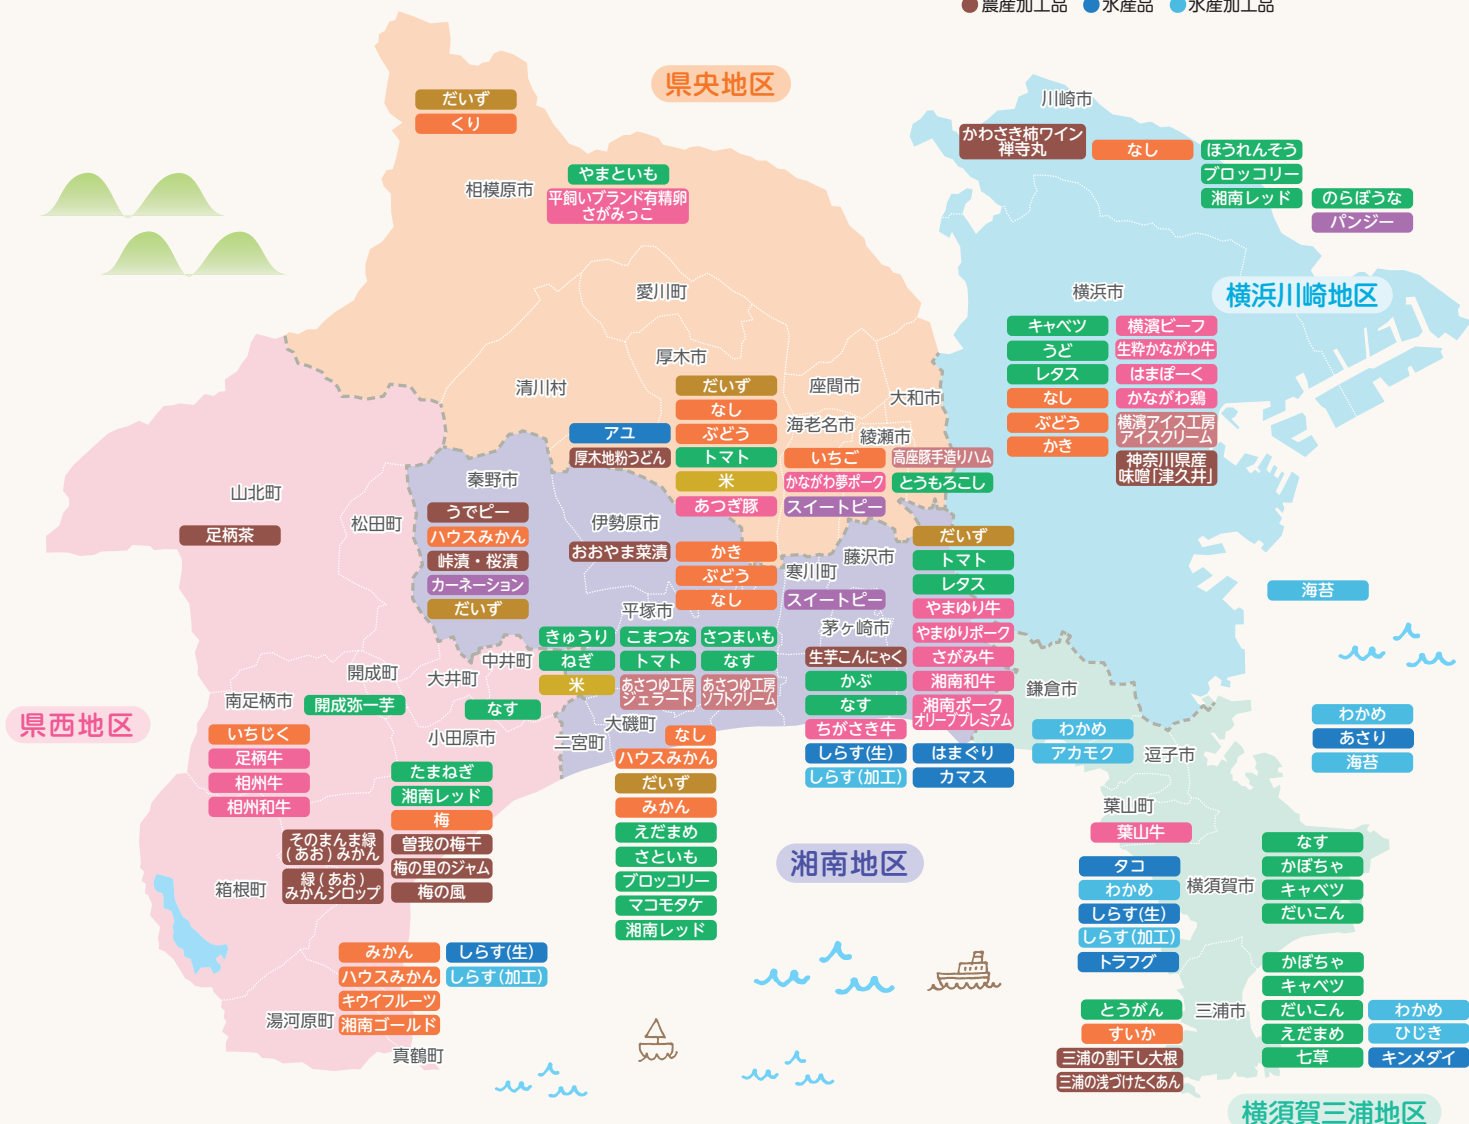 農産加工品
水産品
水産加工品
県央地区
だいず
くり
相模原市
やまといも
平飼いブランド有精卵
さがみっこ
愛川町
厚木市
清川村
だいず
なし
ぶどう
トマト
米
あつぎ豚
アユ
厚木地粉うどん
座間市
大和市
海老名市
綾瀬市
いちご
かながわ夢ポーク
スイートピー
高座豚手造りハム
とうもろこし
川崎市
かわさき柿ワイン
禅寺丸
なし
ほうれんそう
ブロッコリー
湘南レッド
のらぼうな
パンジー
横浜川崎地区
横浜市
キャベツ
うど
レタス
なし
ぶどう
かき
横濱ビーフ
生粋かながわ牛
はまぽーく
かながわ鶏
横濱アイス工房
アイスクリーム
神奈川県産
味噌「津久井」
海苔
山北町
足柄茶
松田町
秦野市
うでピー
ハウスみかん
峠漬・桜漬
カーネーション
だいず
伊勢原市
おおやま菜漬
かき
ぶどう
なし
寒川町
スイートピー
藤沢市
だいず
トマト
レタス
やまゆり牛
やまゆりポーク
さがみ牛
湘南和牛
湘南ポーク
オリーブプレミアム
はまぐり
カマス
平塚市
きゅうり
こまつな
さつまいも
ねぎ
トマト
なす
米
あさつゆ工房
ジェラート
あさつゆ工房
ソフトクリーム
茅ヶ崎市
生芋こんにゃく
かぶ
なす
ちがさき牛
しらす(生)
しらす(加工)
中井町
大井町
なす
開成町
開成弥一芋
南足柄市
いちじく
足柄牛
相州牛
相州和牛
県西地区
小田原市
たまねぎ
湘南レッド
梅
曽我の梅干
梅の里のジャム
梅の風
そのまんま緑
(あお)みかん
緑(あお)
みかんシロップ
箱根町
みかん
ハウスみかん
キウイフルーツ
湘南ゴールド
しらす(生)
しらす(加工)
湯河原町
真鶴町
二宮町
大磯町
なし
ハウスみかん
だいず
みかん
えだまめ
さといも
ブロッコリー
マコモタケ
湘南レッド
湘南地区
鎌倉市
わかめ
アカモク
逗子市
葉山町
葉山牛
わかめ
あさり
海苔
横須賀市
タコ
わかめ
しらす(生)
しらす(加工)
トラフグ
なす
かぼちゃ
キャベツ
だいこん
三浦市
とうがん
すいか
三浦の割干し大根
三浦の浅づけたくあん
かぼちゃ
キャベツ
だいこん
えだまめ
七草
わかめ
ひじき
キンメダイ
横須賀三浦地区